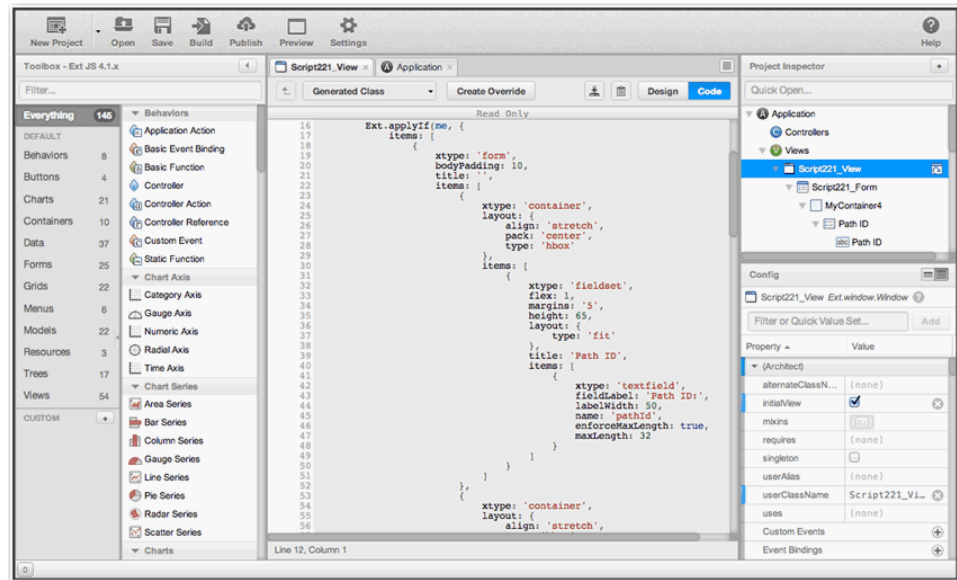 New Project Open Save Build Publish Preview Settings Help
Toolbox - Ext JS 4.1.x
Filter...
Everything 145
DEFAULT
Behaviors 8
Buttons 4
Charts 21
Containers 10
Data 37
Forms 25
Grids 22
Menus 6
Models 22
Resources 3
Trees 17
Views 54
CUSTOM +
Behaviors
Application Action
Basic Event Binding
Basic Function
Controller
Controller Action
Controller Reference
Custom Event
Static Function
Chart Axis
Category Axis
Gauge Axis
Numeric Axis
Radial Axis
Time Axis
Chart Series
Area Series
Bar Series
Column Series
Gauge Series
Line Series
Pie Series
Radar Series
Scatter Series
Charts
Script221_View × Application ×
Generated Class Create Override Design Code
Read Only
16 Ext.applyIf(me, {
17 items: [
18 {
19 xtype: 'form',
20 bodyPadding: 10,
21 title: '',
22 items: [
23 {
24 xtype: 'container',
25 layout: {
26 align: 'stretch',
27 pack: 'center',
28 type: 'hbox'
29 },
30 items: [
31 {
32 xtype: 'fieldset',
33 flex: 1,
34 margins: '5',
35 height: 65,
36 layout: {
37 type: 'fit'
38 },
39 title: 'Path ID',
40 items: [
41 {
42 xtype: 'textfield',
43 fieldLabel: 'Path ID:',
44 labelWidth: 50,
45 name: 'pathId',
46 enforceMaxLength: true,
47 maxLength: 32
48 }
49 ]
50 }
51 ]
52 },
53 {
54 xtype: 'container',
55 layout: {
56 align: 'stretch',
Line 12, Column 1
Project Inspector +
Quick Open...
Application
Controllers
Views
Script221_View
Script221_Form
MyContainer4
Path ID
abc Path ID
Config
Script221_View Ext.window.Window
Filter or Quick Value Set... Add
Property Value
(Architect)
alternateClassN... (none)
initialView
mixins
requires (none)
singleton
userAlias (none)
userClassName Script221_Vi...
uses (none)
Custom Events
Event Bindings
0